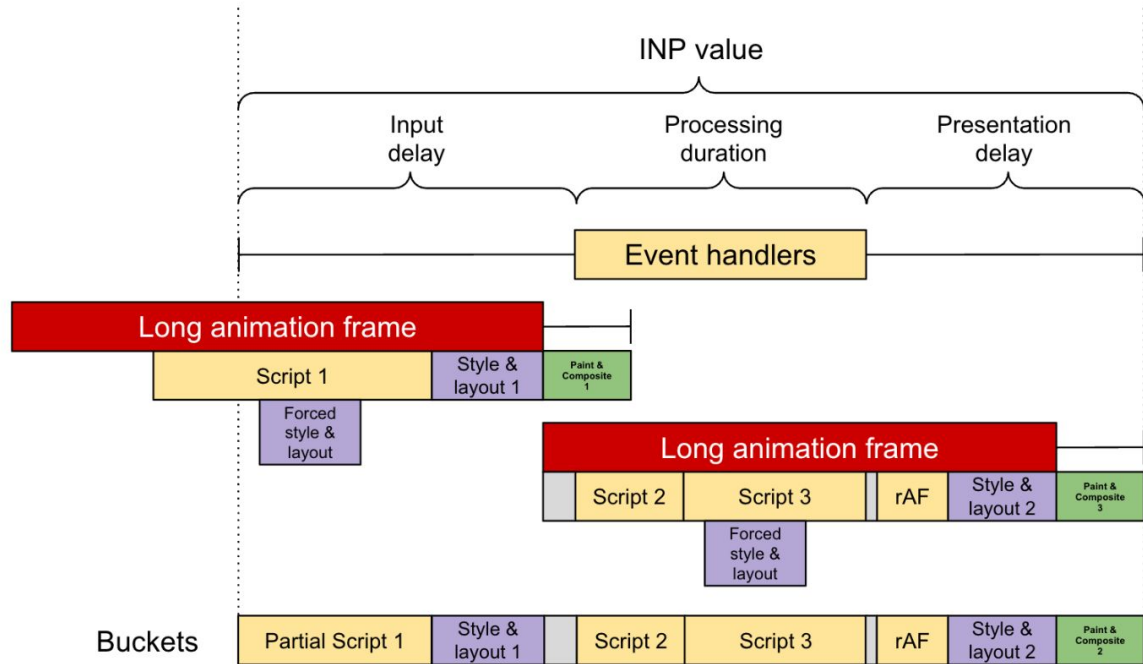 INP value
Input
delay
Processing
duration
Presentation
delay
Event handlers
Long animation frame
Script 1
Style &
layout 1
Paint &
Composite
1
Forced
style &
layout
Long animation frame
Script 2
Script 3
rAF
Style &
layout 2
Paint &
Composite
3
Forced
style &
layout
Buckets
Partial Script 1
Style &
layout 1
Script 2
Script 3
rAF
Style &
layout 2
Paint &
Composite
2